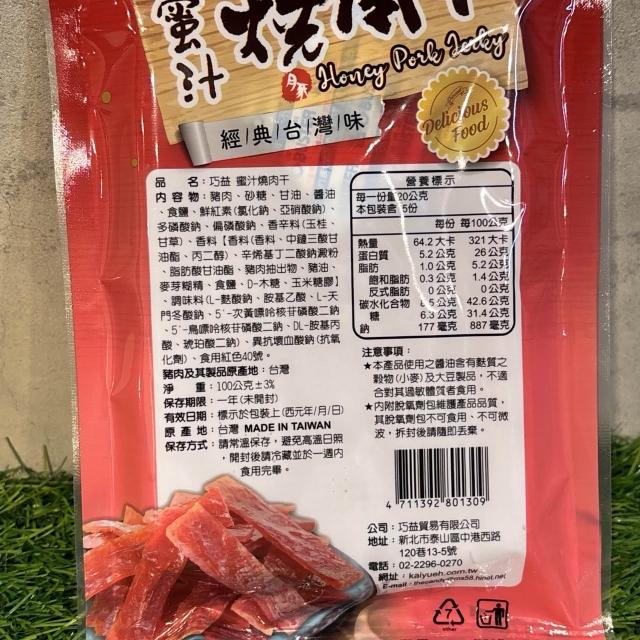 蜜汁
燒肉干
豚
Honey Pork Jerky
經/典/台/灣/味
Delicious
Food
品 名：巧益 蜜汁燒肉干
內 容 物：豬肉、砂糖、甘油、醬油
、食鹽、鮮紅素(氯化鈉、亞硝酸鈉)、
多磷酸鈉、偏磷酸鈉、香辛料(玉桂、
甘草)、香料【香料(香料、中鏈三酸甘
油酯、丙二醇)、辛烯基丁二酸鈉澱粉
、脂肪酸甘油酯、豬肉抽出物、豬油、
麥芽糊精、食鹽、D-木糖、玉米糖膠】
、調味料(L-麩酸鈉、胺基乙酸、L-天
門冬酸鈉、5'-次黃嘌呤核苷磷酸二鈉
、5'-鳥嘌呤核苷磷酸二鈉、DL-胺基丙
酸、琥珀酸二鈉)、異抗壞血酸鈉(抗氧
化劑)、食用紅色40號。
豬肉及其製品原產地：台灣
淨 重：100公克±3%
保存期限：一年(未開封)
有效日期：標示於包裝上(西元年/月/日)
原 產 地：台灣 MADE IN TAIWAN
保存方式：請常溫保存，避免高溫日照
，開封後請冷藏並於一週內
食用完畢。
營養標示
每一份量20公克
本包裝含 5份
每份 每100公克
熱量 64.2大卡 321大卡
蛋白質 5.2公克 26公克
脂肪 1.0公克 5.2公克
飽和脂肪 0.3公克 1.4公克
反式脂肪 0公克 0公克
碳水化合物 8.5公克 42.6公克
糖 6.3公克 31.4公克
鈉 177毫克 887毫克
注意事項：
★本產品使用之醬油含有麩質之
穀物(小麥)及大豆製品，不適
合對其過敏體質者食用。
★內附脫氧劑包維護產品品質，
其脫氧劑包不可食用、不可微
波，拆封後請隨即丟棄。
4 711392 801309
公司：巧益貿易有限公司
地址：新北市泰山區中港西路
120巷13-5號
電話：02-2296-0270
網址：kaiyueh.com.tw
E-mail：thecandy.ms58.hinet.net
7
other